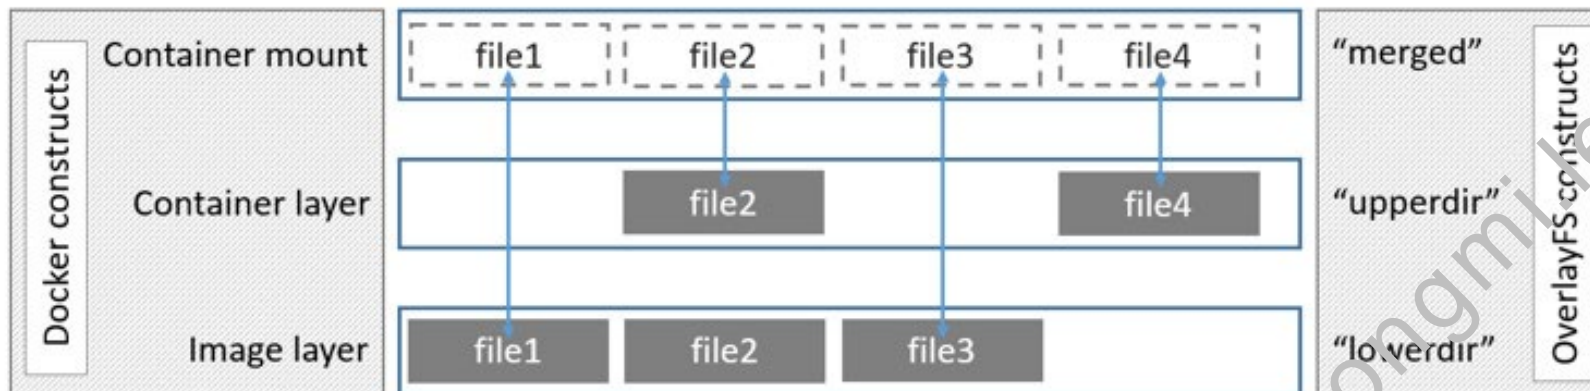 Docker constructs
Container mount
file1
file2
file3
file4
“merged”
Container layer
file2
file4
“upperdir”
Image layer
file1
file2
file3
“lowerdir”
OverlayFS constructs